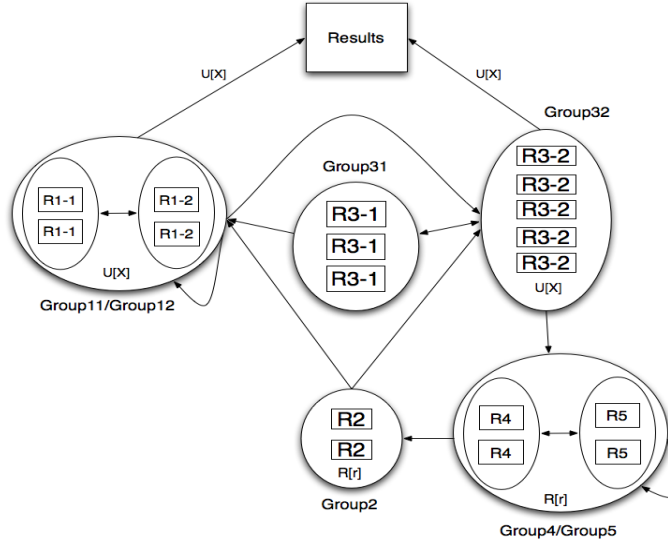 Results
U[X]
U[X]
Group32
Group31
R3-2
R3-2
R3-2
R3-2
R3-2
U[X]
R3-1
R3-1
R3-1
R1-1
R1-1
R1-2
R1-2
U[X]
Group11/Group12
R2
R2
R[r]
Group2
R4
R4
R5
R5
R[r]
Group4/Group5